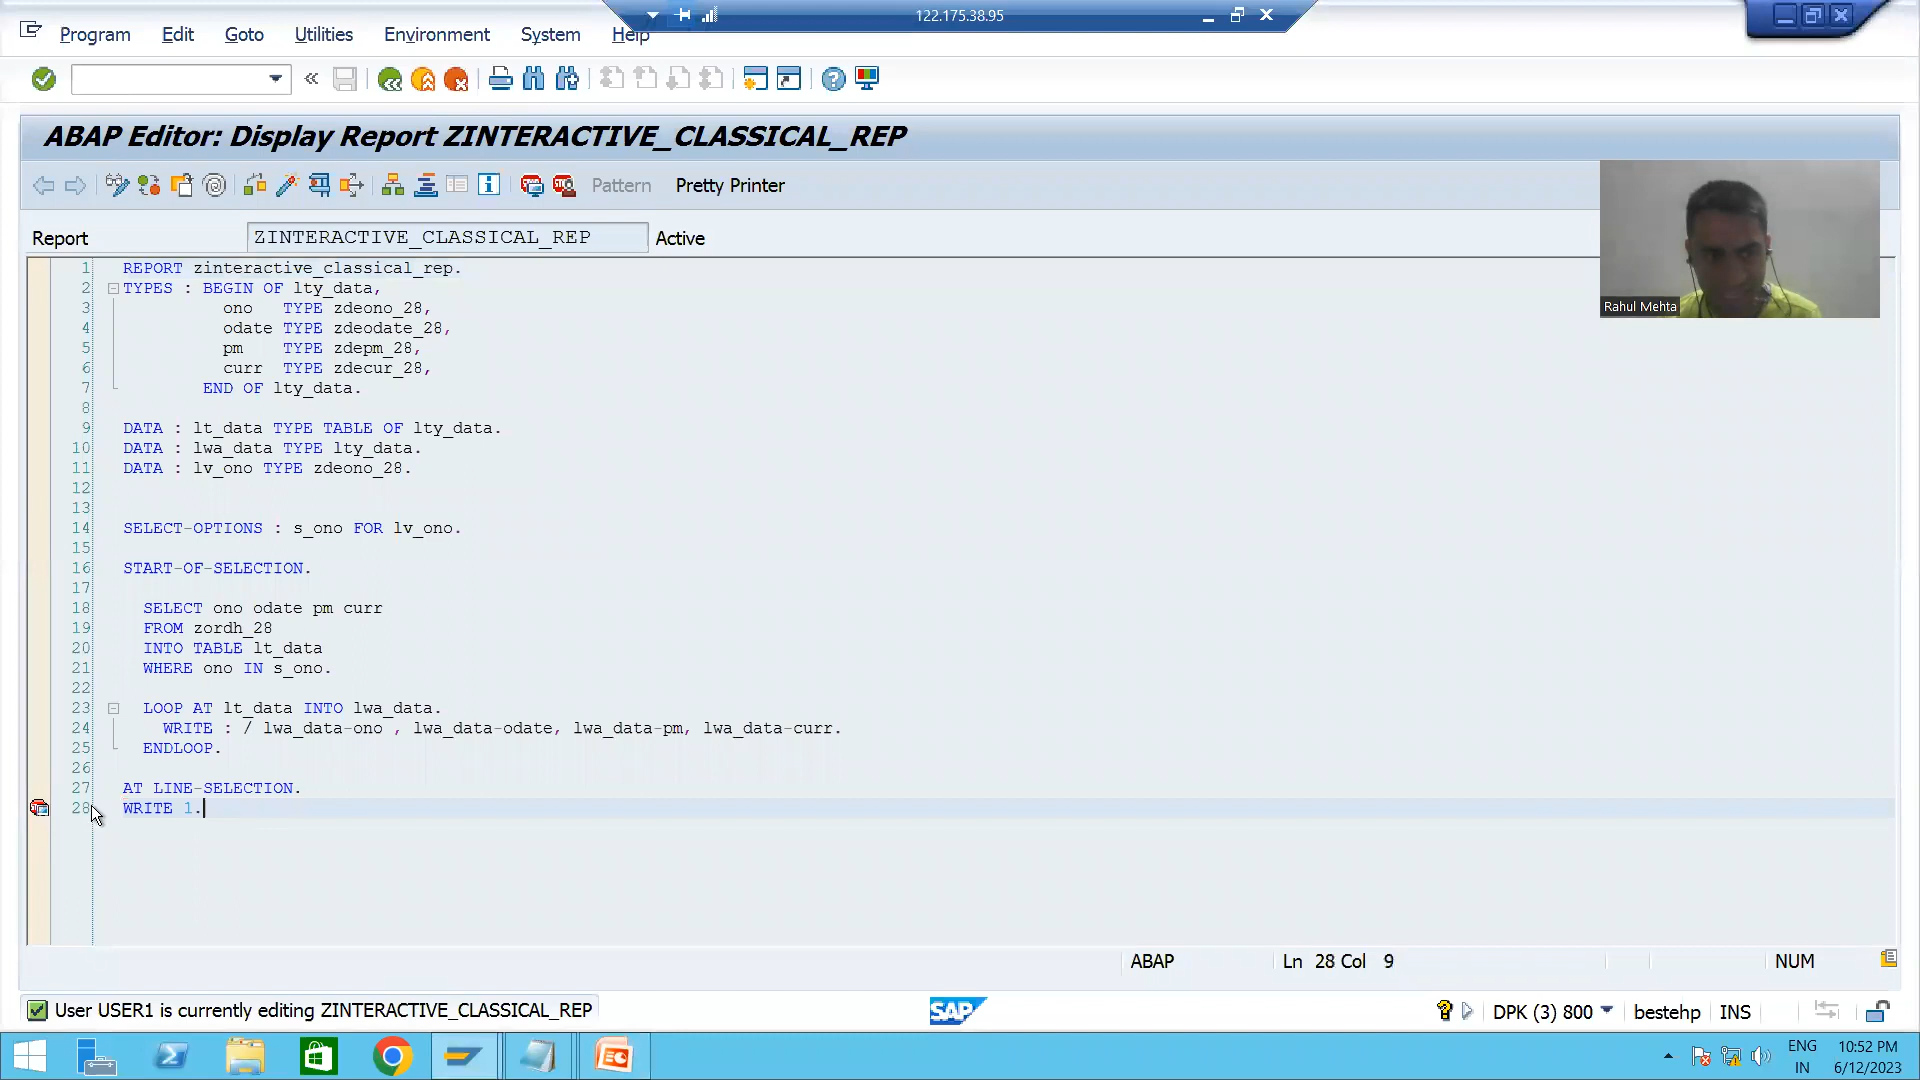 122.175.38.95
Program Edit Goto Utilities Environment System Help
ABAP Editor: Display Report ZINTERACTIVE_CLASSICAL_REP
Pattern Pretty Printer
Report ZINTERACTIVE_CLASSICAL_REP Active
Rahul Mehta
1 REPORT zinteractive_classical_rep.
2 TYPES : BEGIN OF lty_data,
3 ono TYPE zdeono_28,
4 odate TYPE zdeodate_28,
5 pm TYPE zdepm_28,
6 curr TYPE zdecur_28,
7 END OF lty_data.
8
9 DATA : lt_data TYPE TABLE OF lty_data.
10 DATA : lwa_data TYPE lty_data.
11 DATA : lv_ono TYPE zdeono_28.
12
13
14 SELECT-OPTIONS : s_ono FOR lv_ono.
15
16 START-OF-SELECTION.
17
18 SELECT ono odate pm curr
19 FROM zordh_28
20 INTO TABLE lt_data
21 WHERE ono IN s_ono.
22
23 LOOP AT lt_data INTO lwa_data.
24 WRITE : / lwa_data-ono , lwa_data-odate, lwa_data-pm, lwa_data-curr.
25 ENDLOOP.
26
27 AT LINE-SELECTION.
28 WRITE 1.
ABAP Ln 28 Col 9 NUM
User USER1 is currently editing ZINTERACTIVE_CLASSICAL_REP SAP DPK (3) 800 bestehp INS
ENG 10:52 PM
IN 6/12/2023